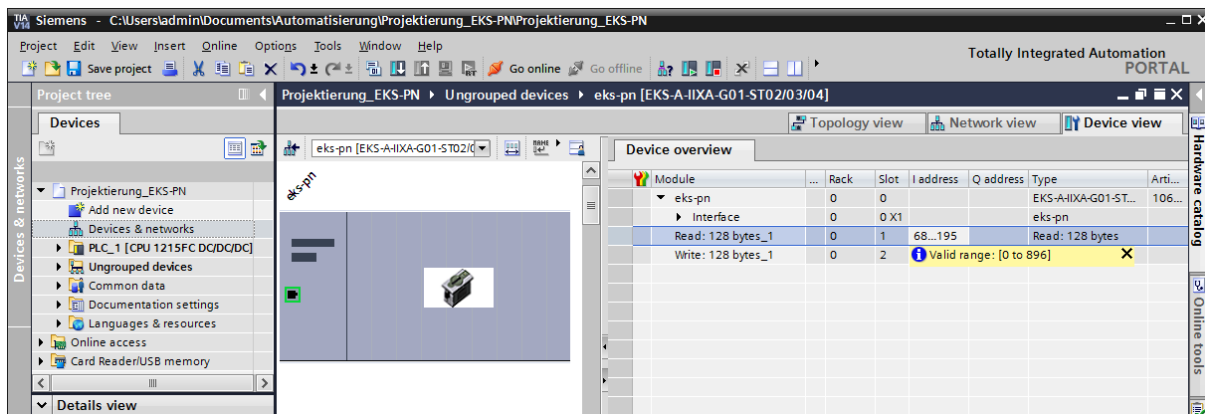 TIA V14 Siemens - C:\Users\admin\Documents\Automatisierung\Projektierung_EKS-PN\Projektierung_EKS-PN
Project Edit View Insert Online Options Tools Window Help
Totally Integrated Automation
PORTAL
Save project Go online Go offline
Project tree
Projektierung_EKS-PN Ungrouped devices eks-pn [EKS-A-IIXA-G01-ST02/03/04]
Devices
Topology view Network view Device view
eks-pn [EKS-A-IIXA-G01-ST02/0
Device overview
Module ... Rack Slot I address Q address Type Arti...
eks-pn 0 0 EKS-A-IIXA-G01-ST... 106...
Interface 0 0 X1 eks-pn
Read: 128 bytes_1 0 1 68...195 Read: 128 bytes
Write: 128 bytes_1 0 2 Valid range: [0 to 896]
eks-pn
Projektierung_EKS-PN
Add new device
Devices & networks
PLC_1 [CPU 1215FC DC/DC/DC]
Ungrouped devices
Common data
Documentation settings
Languages & resources
Online access
Card Reader/USB memory
Details view
Devices & networks
Hardware catalog
Online tools